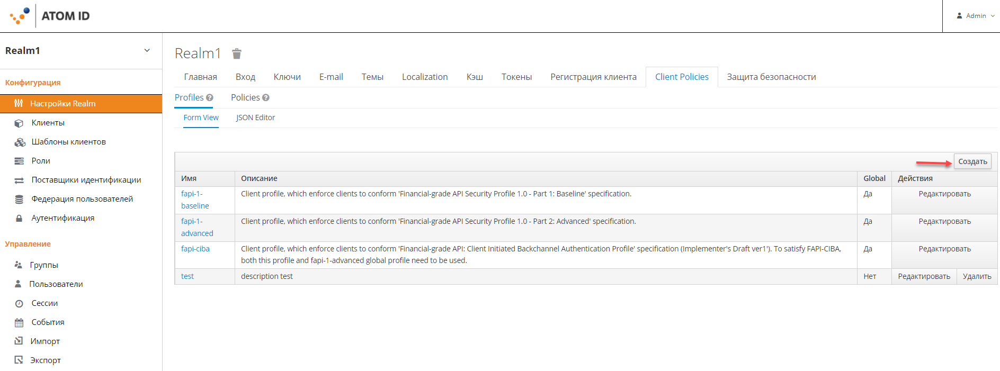 ATOM ID
Admin
Realm1
Конфигурация
Настройки Realm
Клиенты
Шаблоны клиентов
Роли
Поставщики идентификации
Федерация пользователей
Аутентификация
Управление
Группы
Пользователи
Сессии
События
Импорт
Экспорт
Realm1
Главная Вход Ключи E-mail Темы Localization Кэш Токены Регистрация клиента Client Policies Защита безопасности
Profiles Policies
Form View JSON Editor
Создать
Имя Описание Global Действия
fapi-1- Client profile, which enforce clients to conform 'Financial-grade API Security Profile 1.0 - Part 1: Baseline' specification. Да Редактировать
baseline
fapi-1- Client profile, which enforce clients to conform 'Financial-grade API Security Profile 1.0 - Part 2: Advanced' specification. Да Редактировать
advanced
fapi-ciba Client profile, which enforce clients to conform 'Financial-grade API: Client Initiated Backchannel Authentication Profile' specification (Implementer's Draft ver1'). To satisfy FAPI-CIBA, Да Редактировать
both this profile and fapi-1-advanced global profile need to be used.
test description test Нет Редактировать Удалить